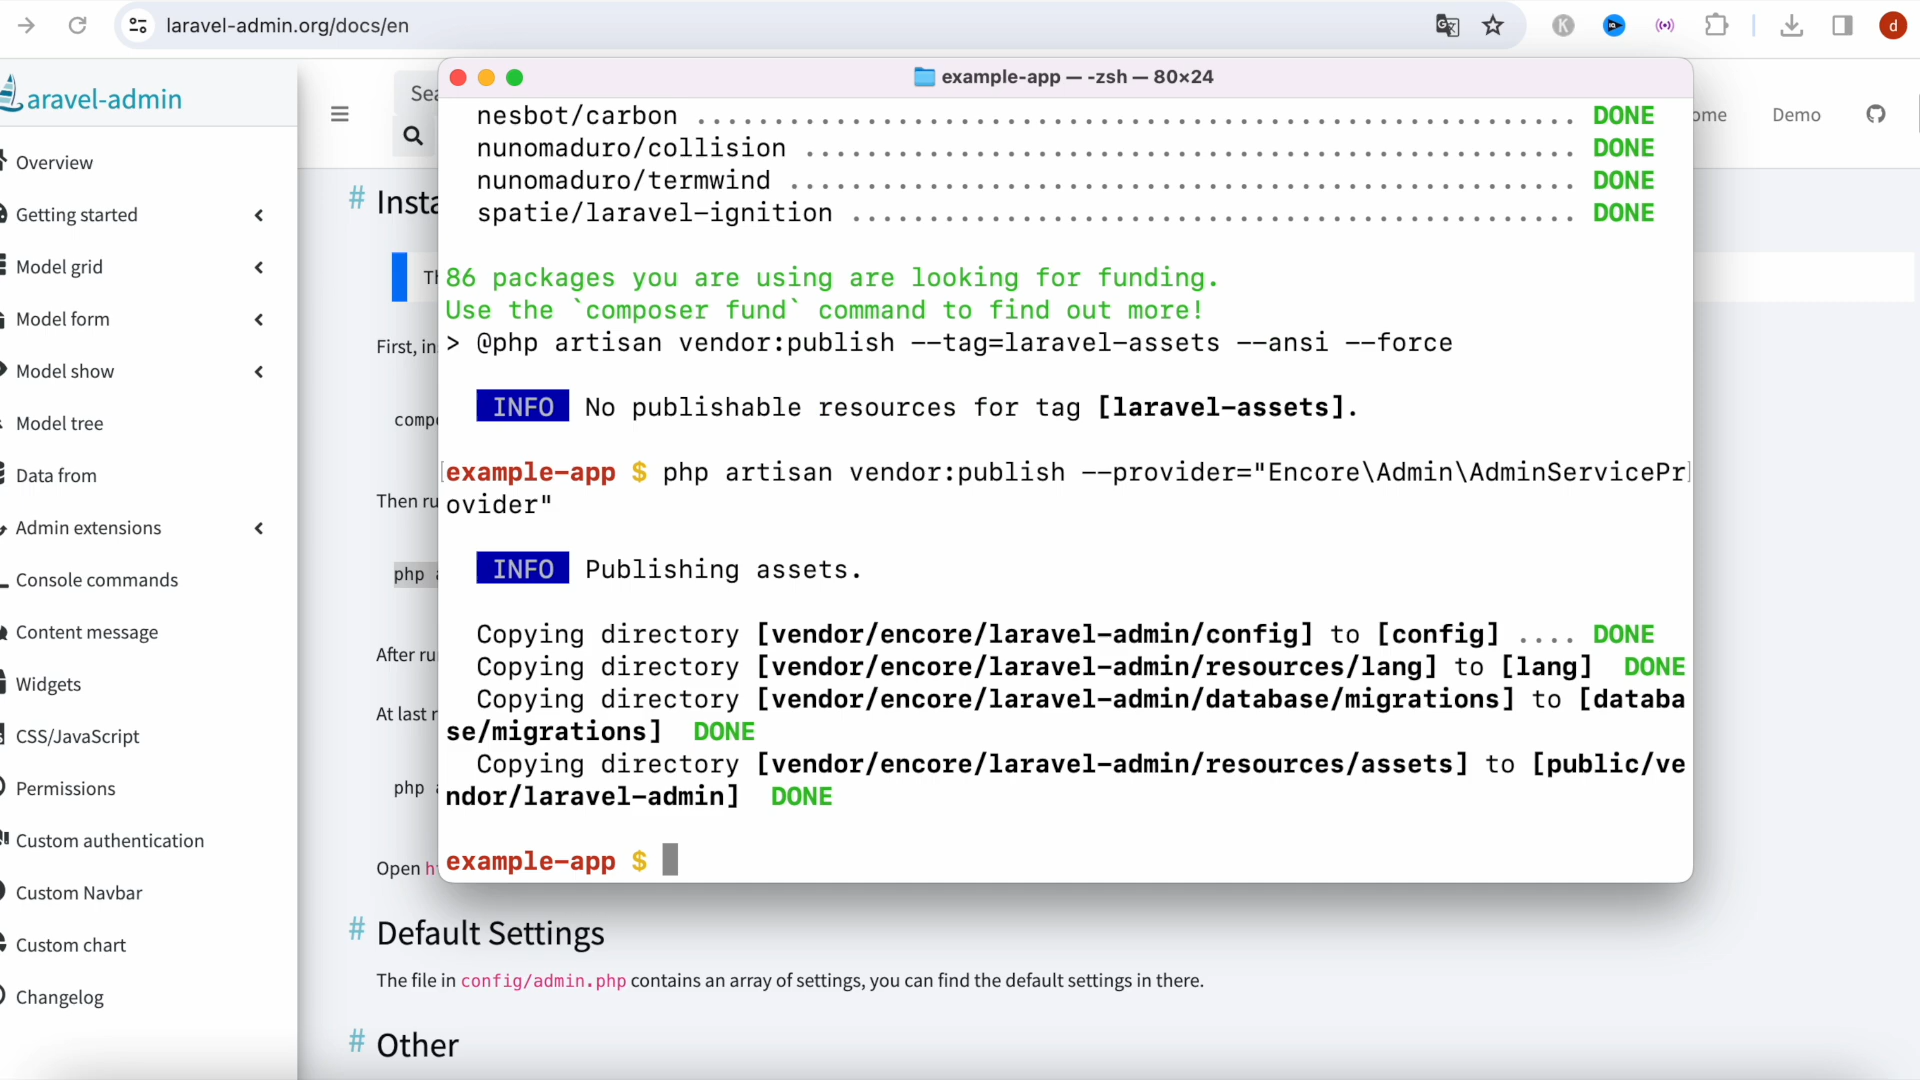 laravel-admin.org/docs/en
d
example-app — -zsh — 80×24
aravel-admin
Sea
ome
Demo
Overview
Getting started
Model grid
Model form
Model show
Model tree
Data from
Admin extensions
Console commands
Content message
Widgets
CSS/JavaScript
Permissions
Custom authentication
Custom Navbar
Custom chart
Changelog
# Insta
Th
First, in
compo
Then ru
php a
After ru
At last r
php a
Open h
nesbot/carbon ......................................................... DONE
nunomaduro/collision .................................................. DONE
nunomaduro/termwind ................................................... DONE
spatie/laravel-ignition ............................................... DONE
86 packages you are using are looking for funding.
Use the `composer fund` command to find out more!
> @php artisan vendor:publish --tag=laravel-assets --ansi --force
INFO No publishable resources for tag [laravel-assets].
[example-app $ php artisan vendor:publish --provider="Encore\Admin\AdminServicePr]
ovider"
INFO Publishing assets.
Copying directory [vendor/encore/laravel-admin/config] to [config] .... DONE
Copying directory [vendor/encore/laravel-admin/resources/lang] to [lang] DONE
Copying directory [vendor/encore/laravel-admin/database/migrations] to [databa
se/migrations] DONE
Copying directory [vendor/encore/laravel-admin/resources/assets] to [public/ve
ndor/laravel-admin] DONE
example-app $
# Default Settings
The file in config/admin.php contains an array of settings, you can find the default settings in there.
# Other